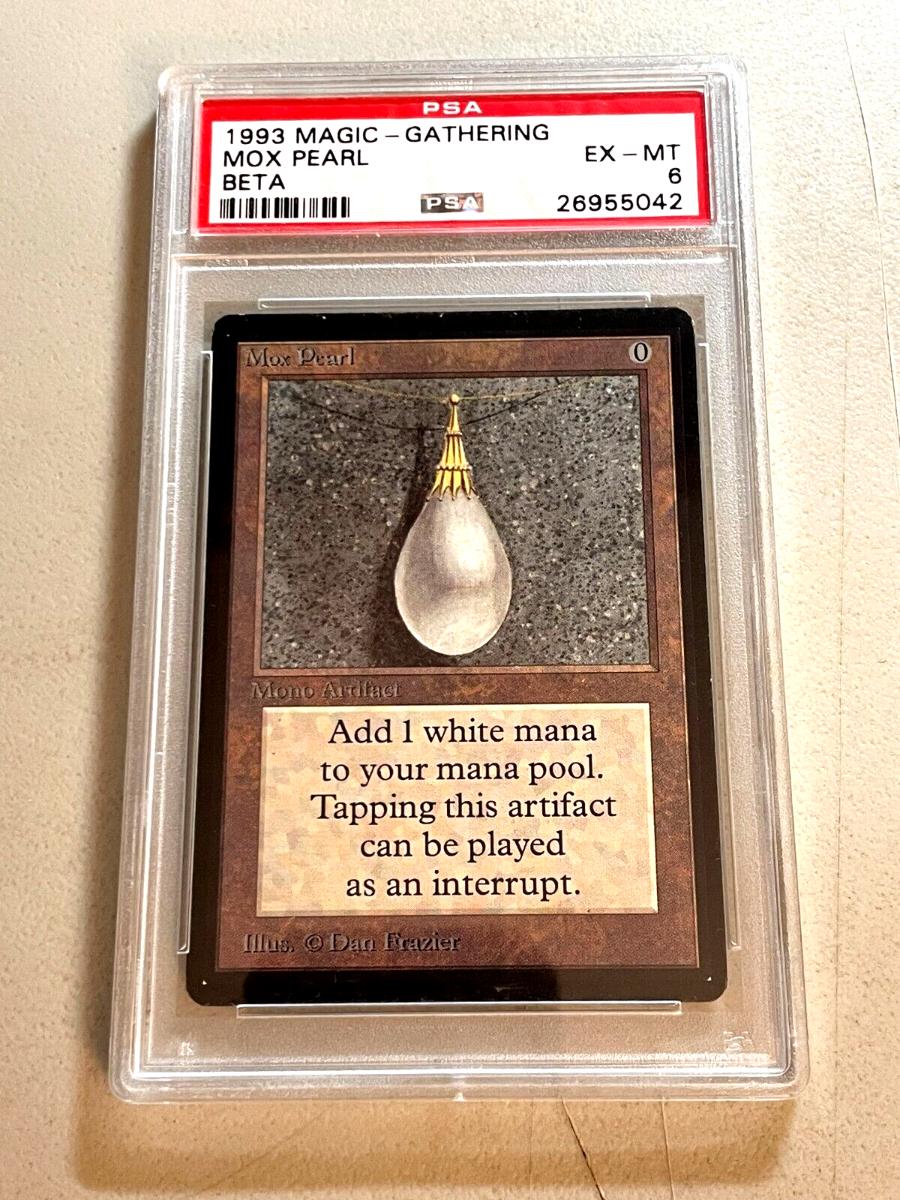 PSA
1993 MAGIC – GATHERING
MOX PEARL EX – MT
BETA 6
PSA 26955042
Mox Pearl 0
Mono Artifact
Add 1 white mana
to your mana pool.
Tapping this artifact
can be played
as an interrupt.
Illus. © Dan Frazier